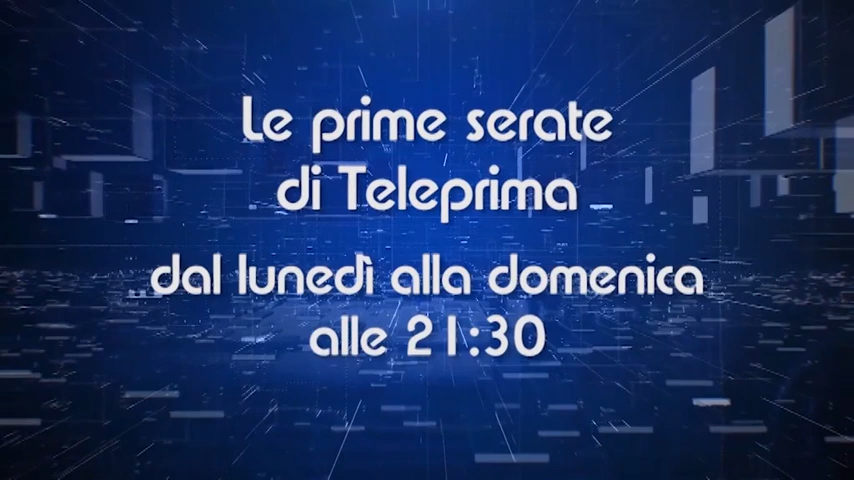 Le prime serate
di Teleprima
dal lunedì alla domenica
alle 21:30